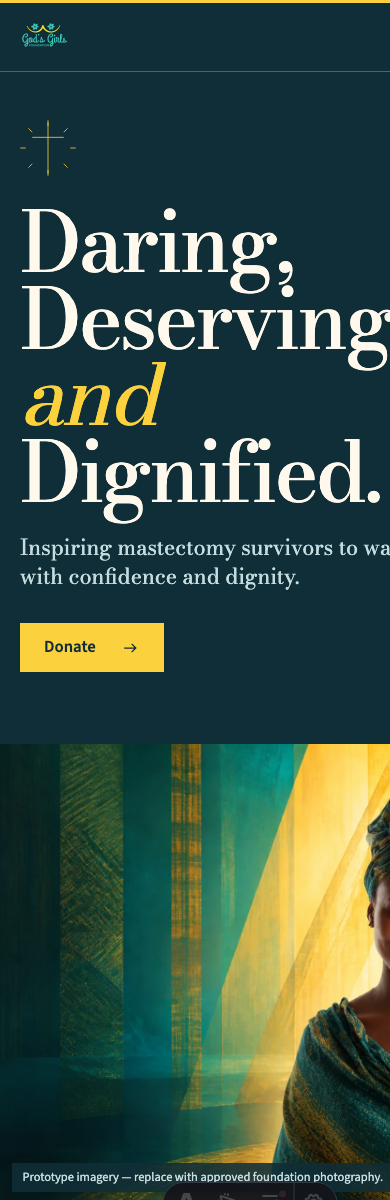 God's Girls
Daring,
Deserving
and
Dignified.
Inspiring mastectomy survivors to wa
with confidence and dignity.
Donate →
Prototype imagery — replace with approved foundation photography.